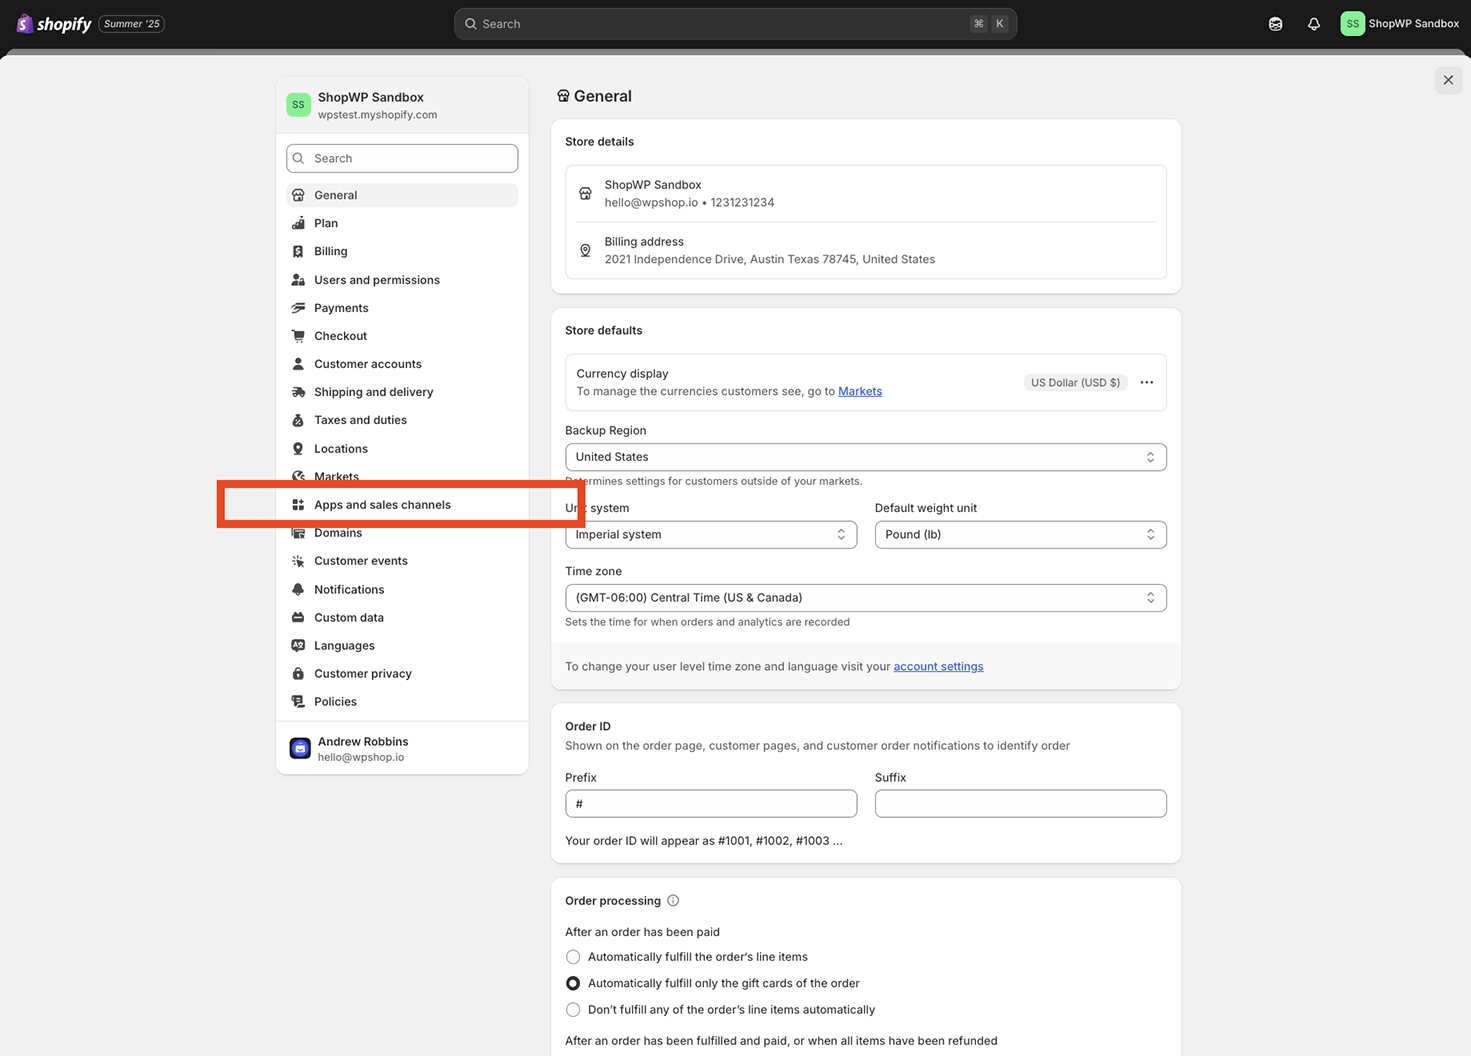 shopify
Summer '25
Search
⌘ K
SS
ShopWP Sandbox
SS
ShopWP Sandbox
wpstest.myshopify.com
Search
General
Plan
Billing
Users and permissions
Payments
Checkout
Customer accounts
Shipping and delivery
Taxes and duties
Locations
Markets
Apps and sales channels
Domains
Customer events
Notifications
Custom data
Languages
Customer privacy
Policies
Andrew Robbins
hello@wpshop.io
General
Store details
ShopWP Sandbox
hello@wpshop.io • 1231231234
Billing address
2021 Independence Drive, Austin Texas 78745, United States
Store defaults
Currency display
To manage the currencies customers see, go to Markets
US Dollar (USD $)
Backup Region
United States
Determines settings for customers outside of your markets.
Unit system
Imperial system
Default weight unit
Pound (lb)
Time zone
(GMT-06:00) Central Time (US & Canada)
Sets the time for when orders and analytics are recorded
To change your user level time zone and language visit your account settings
Order ID
Shown on the order page, customer pages, and customer order notifications to identify order
Prefix
#
Suffix
Your order ID will appear as #1001, #1002, #1003 ...
Order processing
After an order has been paid
Automatically fulfill the order's line items
Automatically fulfill only the gift cards of the order
Don't fulfill any of the order's line items automatically
After an order has been fulfilled and paid, or when all items have been refunded